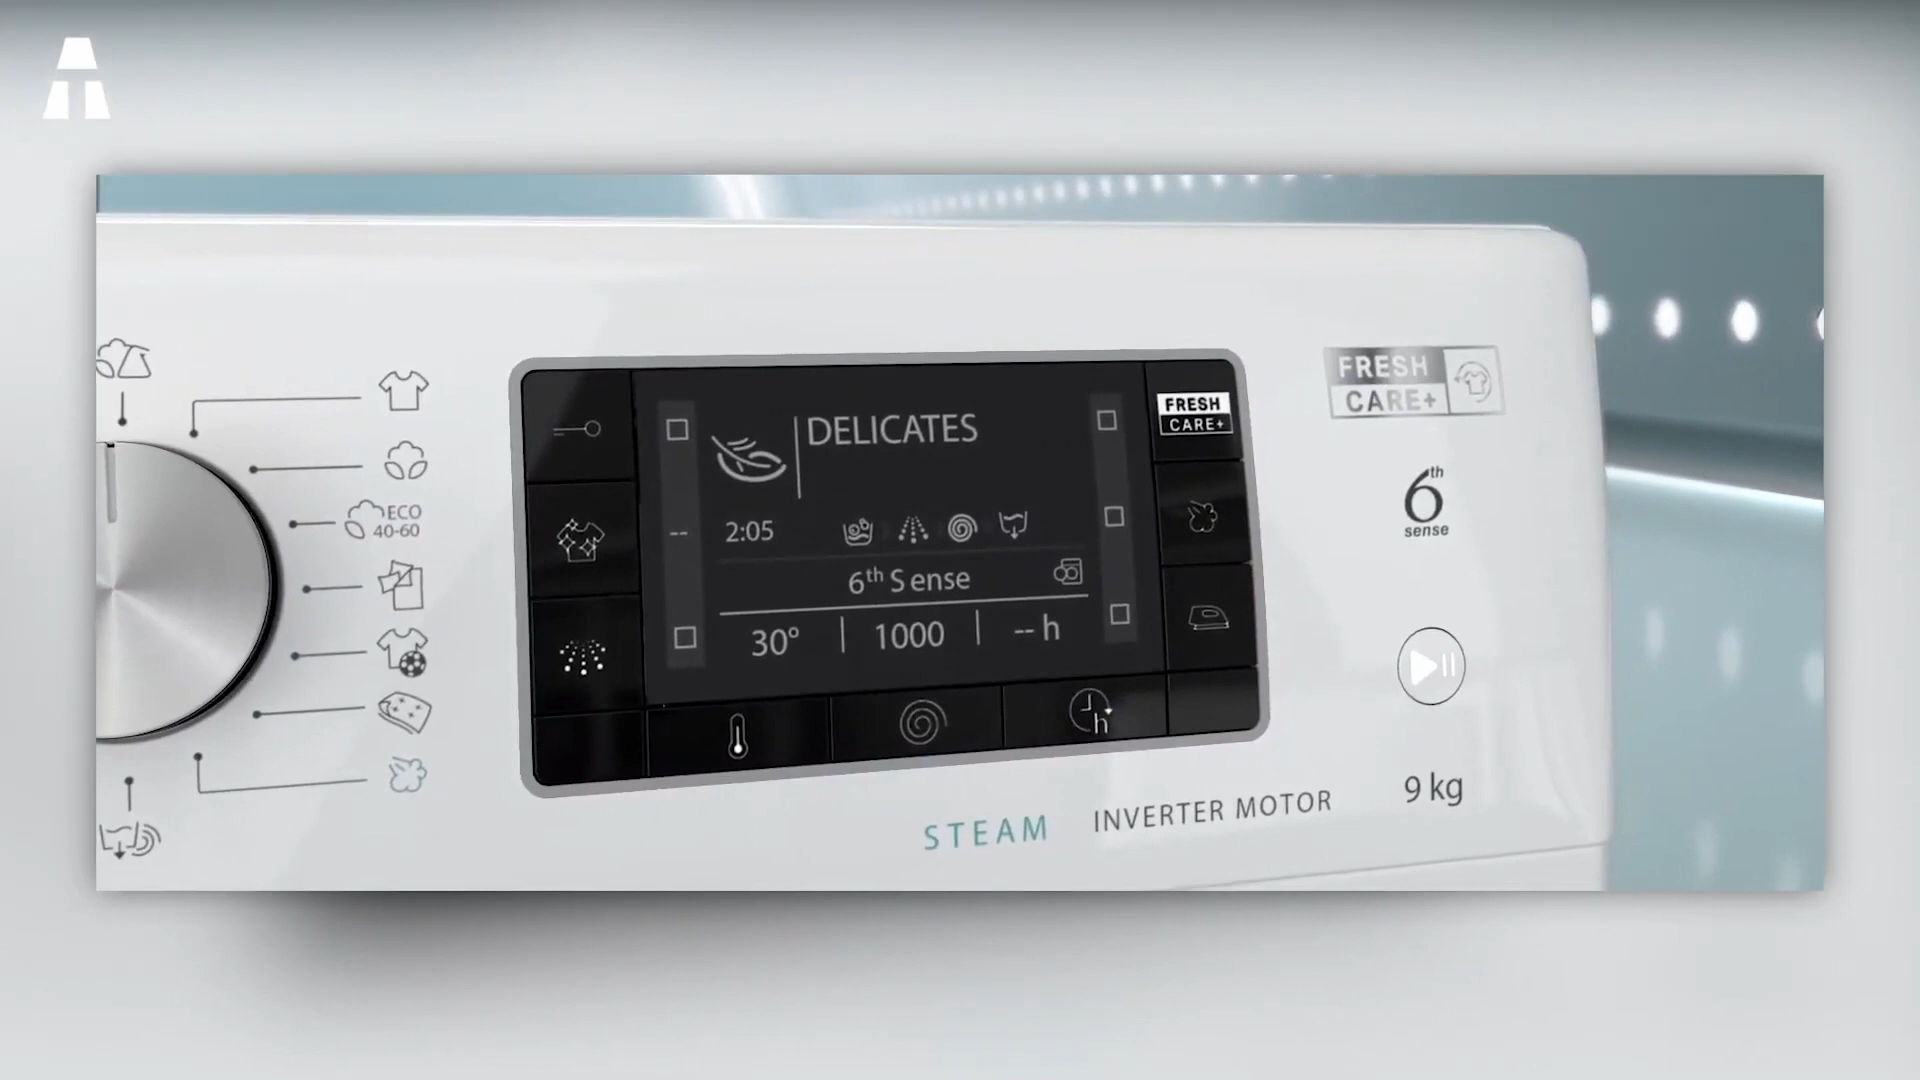 ECO
40-60
DELICATES
-- 2:05
6th Sense
30° | 1000 | -- h
h
FRESH
CARE+
FRESH
CARE+
6th
sense
STEAM INVERTER MOTOR
9 kg